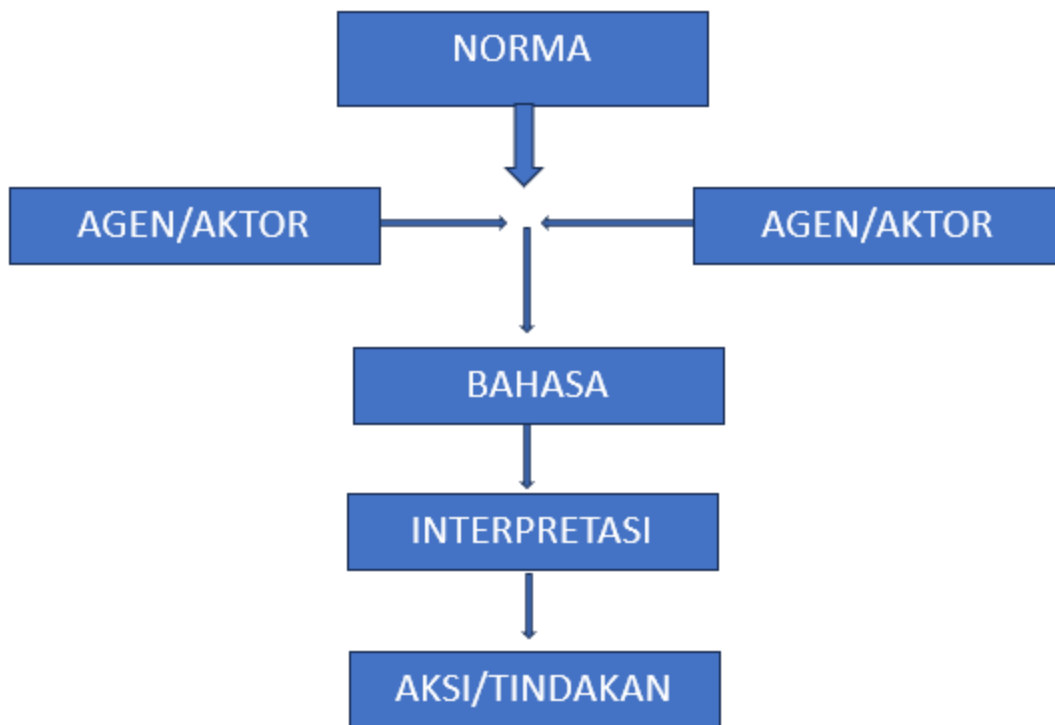 NORMA
AGEN/AKTOR
AGEN/AKTOR
BAHASA
INTERPRETASI
AKSI/TINDAKAN